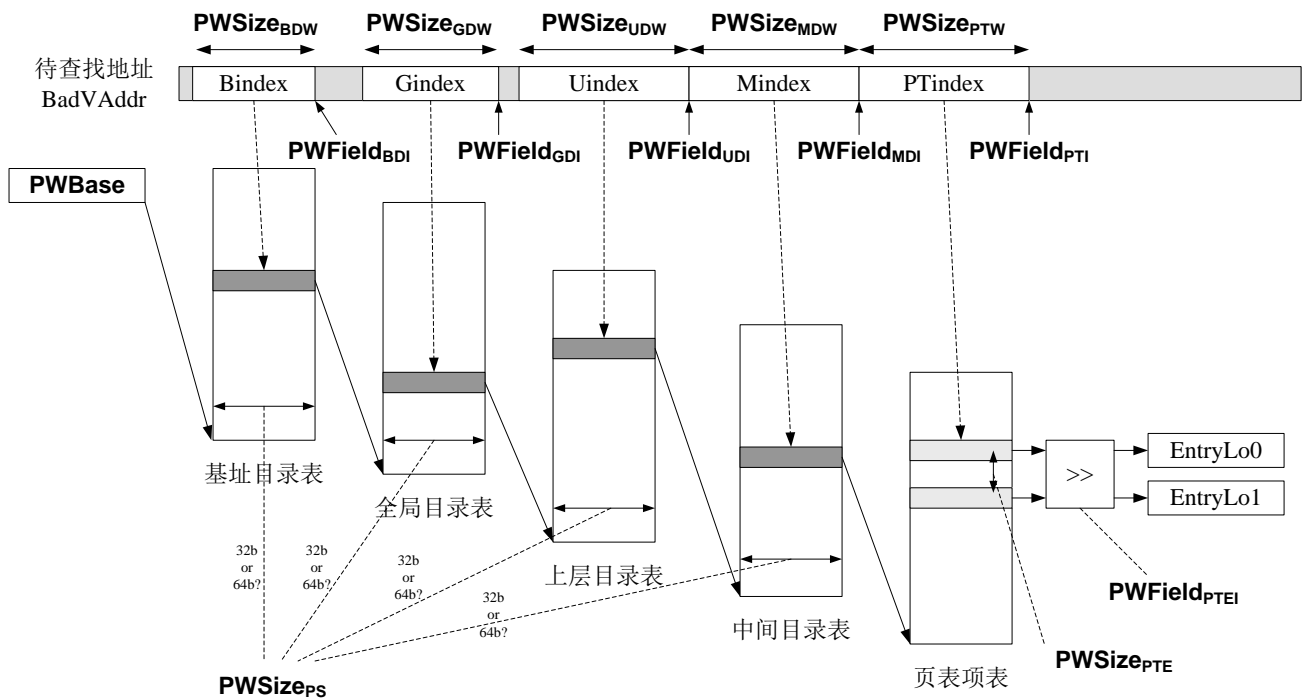 PWSizeBDW
PWSizeGDW
PWSizeUDW
PWSizeMDW
PWSizePTW
待查找地址
BadVAddr
Bindex
Gindex
Uindex
Mindex
PTindex
PWFieldBDI
PWFieldGDI
PWFieldUDI
PWFieldMDI
PWFieldPTI
PWBase
基址目录表
全局目录表
上层目录表
中间目录表
页表项表
>>
EntryLo0
EntryLo1
32b
or
64b?
32b
or
64b?
32b
or
64b?
32b
or
64b?
PWFieldPTEI
PWSizePTE
PWSizePS